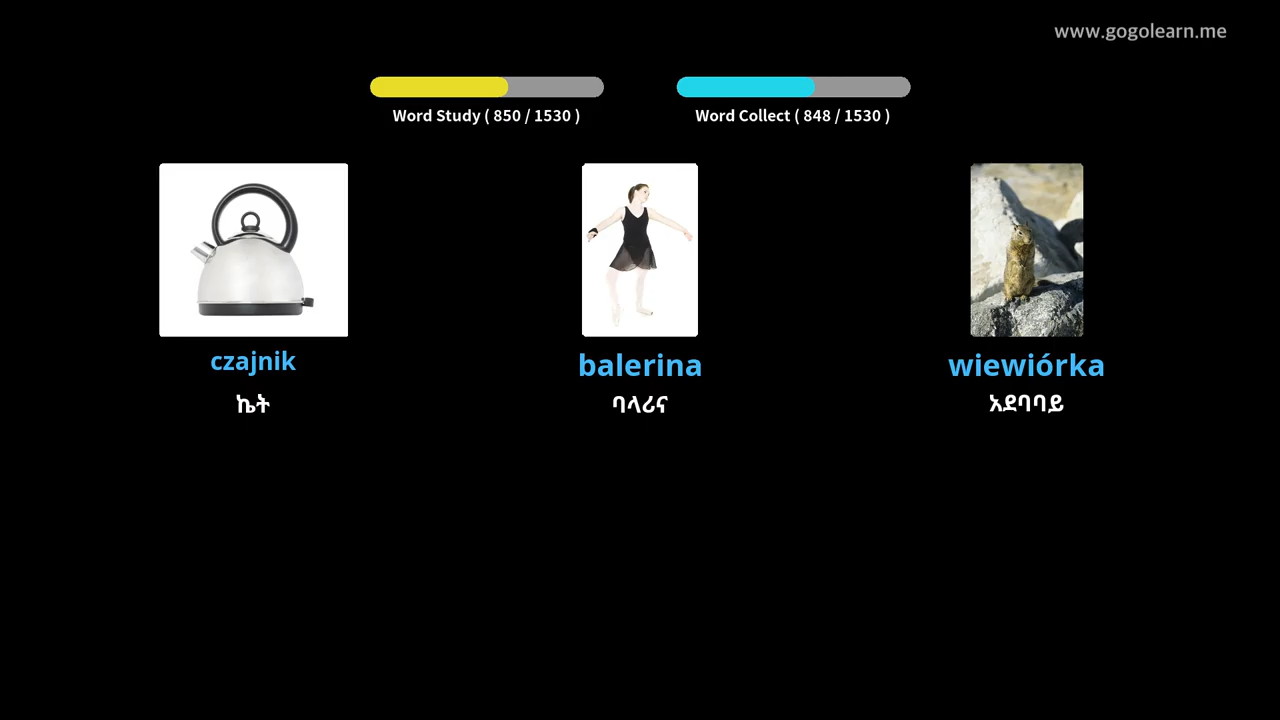 www.gogolearn.me
Word Study ( 850 / 1530 )
Word Collect ( 848 / 1530 )
czajnik
balerina
wiewiórka
ኬት
ባላሪና
አደባባይ